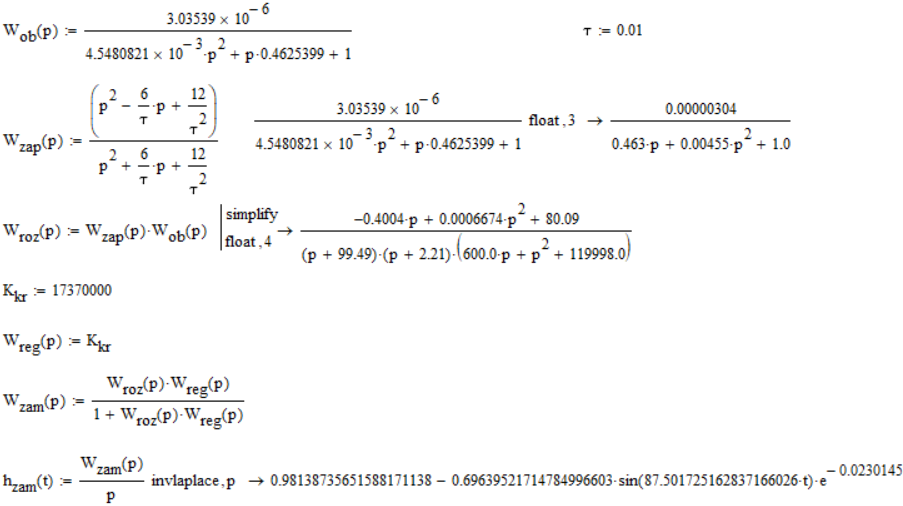 W_ob(p) := (3.03539 × 10^-6) / (4.5480821 × 10^-3 · p^2 + p·0.4625399 + 1)    τ := 0.01
W_zap(p) := (p^2 − 6/τ · p + 12/τ^2) / (p^2 + 6/τ · p + 12/τ^2)    (3.03539 × 10^-6) / (4.5480821 × 10^-3 · p^2 + p·0.4625399 + 1) float ,3 → 0.00000304 / (0.463·p + 0.00455·p^2 + 1.0)
W_roz(p) := W_zap(p)·W_ob(p) | simplify float ,4 → (−0.4004·p + 0.0006674·p^2 + 80.09) / ((p + 99.49)·(p + 2.21)·(600.0·p + p^2 + 119998.0))
K_kr := 17370000
W_reg(p) := K_kr
W_zam(p) := (W_roz(p)·W_reg(p)) / (1 + W_roz(p)·W_reg(p))
h_zam(t) := W_zam(p) / p invlaplace, p → 0.98138735651588171138 − 0.69639521714784996603·sin(87.501725162837166026·t)·e^-0.0230145